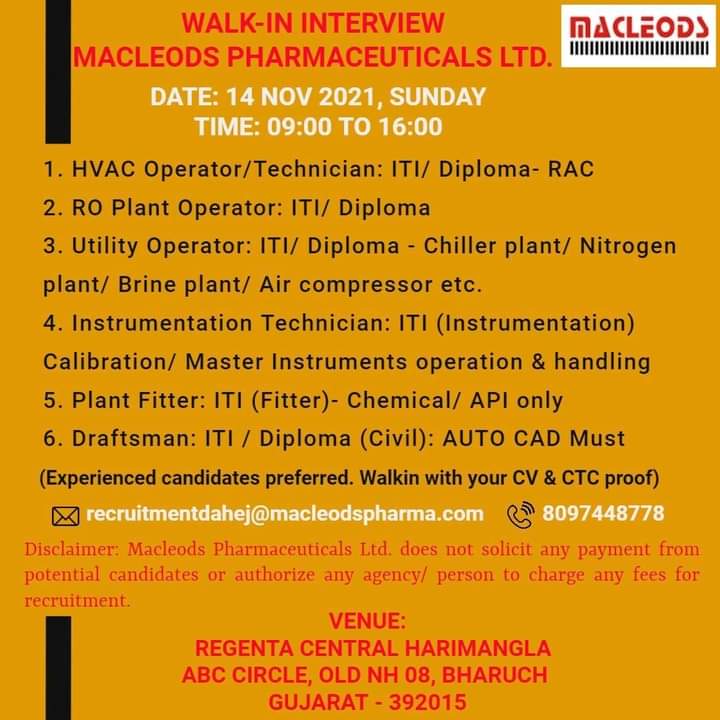 WALK-IN INTERVIEW
MACLEODS PHARMACEUTICALS LTD.
MACLEODS
DATE: 14 NOV 2021, SUNDAY
TIME: 09:00 TO 16:00
1. HVAC Operator/Technician: ITI/ Diploma- RAC
2. RO Plant Operator: ITI/ Diploma
3. Utility Operator: ITI/ Diploma - Chiller plant/ Nitrogen
plant/ Brine plant/ Air compressor etc.
4. Instrumentation Technician: ITI (Instrumentation)
Calibration/ Master Instruments operation & handling
5. Plant Fitter: ITI (Fitter)- Chemical/ API only
6. Draftsman: ITI / Diploma (Civil): AUTO CAD Must
(Experienced candidates preferred. Walkin with your CV & CTC proof)
recruitmentdahej@macleodspharma.com 8097448778
Disclaimer: Macleods Pharmaceuticals Ltd. does not solicit any payment from
potential candidates or authorize any agency/ person to charge any fees for
recruitment.
VENUE:
REGENTA CENTRAL HARIMANGLA
ABC CIRCLE, OLD NH 08, BHARUCH
GUJARAT - 392015